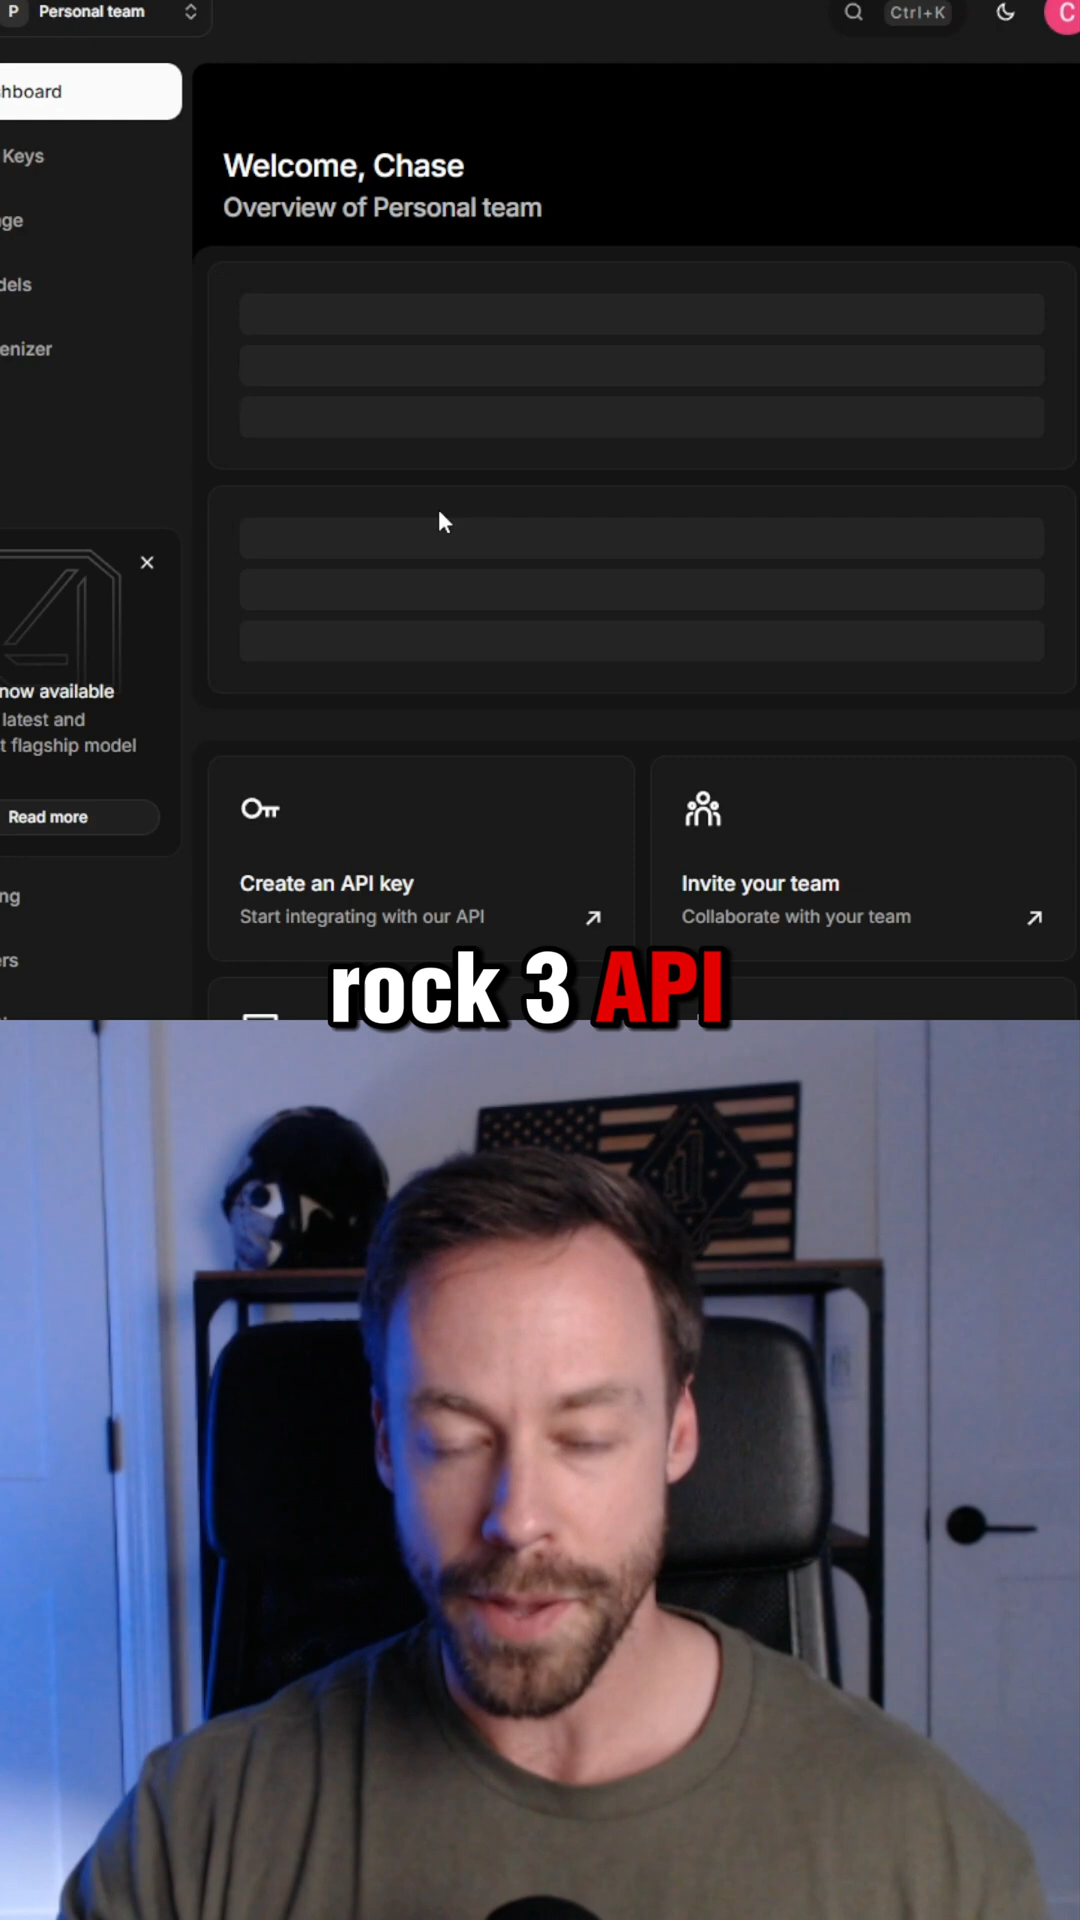 P Personal team
Ctrl+K
C
hboard
Keys
ge
dels
enizer
Welcome, Chase
Overview of Personal team
now available
latest and
t flagship model
Read more
ng
ers
Create an API key
Start integrating with our API
Invite your team
Collaborate with your team
rock 3 API